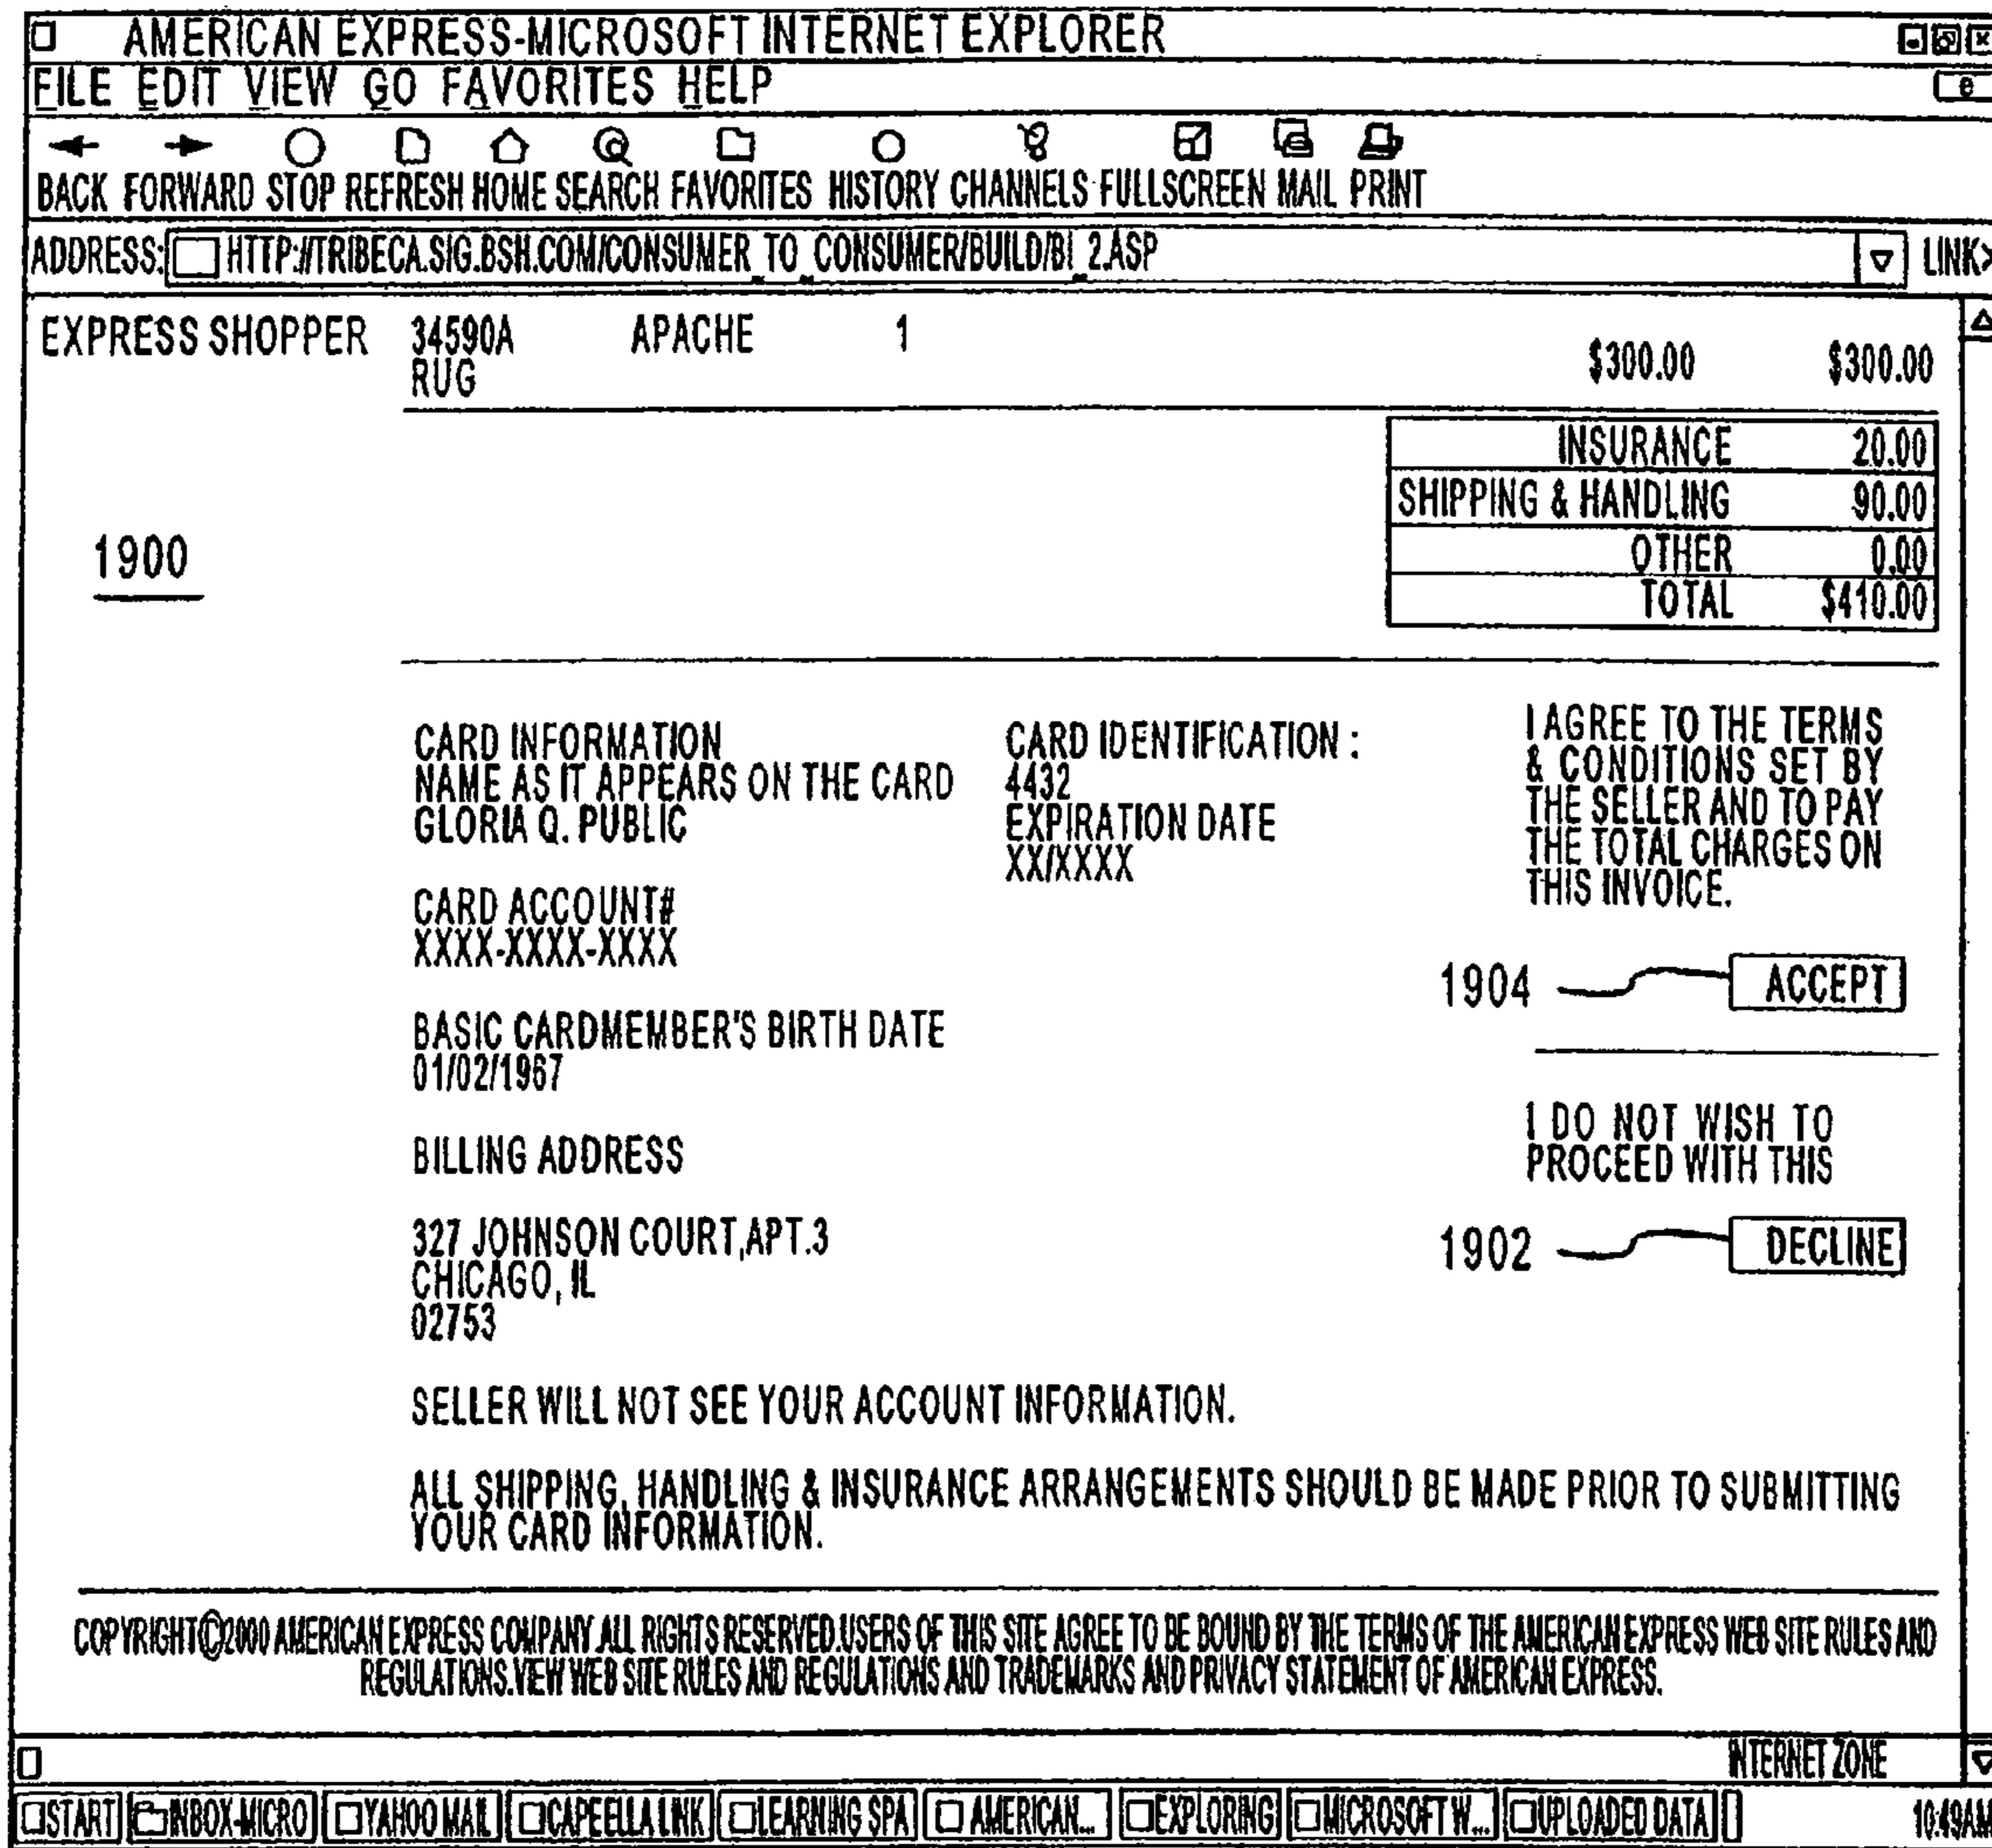 AMERICAN EXPRESS-MICROSOFT INTERNET EXPLORER
FILE EDIT VIEW GO FAVORITES HELP
e
BACK FORWARD STOP REFRESH HOME SEARCH FAVORITES HISTORY CHANNELS FULLSCREEN MAIL PRINT
ADDRESS: HTTP://TRIBECA.SIG.BSH.COM/CONSUMER_TO_CONSUMER/BUILD/BI_2.ASP LINK>
EXPRESS SHOPPER 34590A APACHE 1
RUG $300.00 $300.00
INSURANCE 20.00
SHIPPING & HANDLING 90.00
OTHER 0.00
TOTAL $410.00
1900
CARD INFORMATION
NAME AS IT APPEARS ON THE CARD
GLORIA Q. PUBLIC
CARD IDENTIFICATION :
4432
EXPIRATION DATE
XX/XXXX
I AGREE TO THE TERMS
& CONDITIONS SET BY
THE SELLER AND TO PAY
THE TOTAL CHARGES ON
THIS INVOICE.
CARD ACCOUNT#
XXXX-XXXX-XXXX
1904 ACCEPT
BASIC CARDMEMBER'S BIRTH DATE
01/02/1967
I DO NOT WISH TO
PROCEED WITH THIS
BILLING ADDRESS
1902 DECLINE
327 JOHNSON COURT,APT.3
CHICAGO, IL
02753
SELLER WILL NOT SEE YOUR ACCOUNT INFORMATION.
ALL SHIPPING, HANDLING & INSURANCE ARRANGEMENTS SHOULD BE MADE PRIOR TO SUBMITTING
YOUR CARD INFORMATION.
COPYRIGHT©2000 AMERICAN EXPRESS COMPANY.ALL RIGHTS RESERVED.USERS OF THIS SITE AGREE TO BE BOUND BY THE TERMS OF THE AMERICAN EXPRESS WEB SITE RULES AND
REGULATIONS.VIEW WEB SITE RULES AND REGULATIONS AND TRADEMARKS AND PRIVACY STATEMENT OF AMERICAN EXPRESS.
INTERNET ZONE
START INBOX-MICRO YAHOO MAIL CAPEELLA LINK LEARNING SPA AMERICAN... EXPLORING MICROSOFT W... UPLOADED DATA 10:49AM